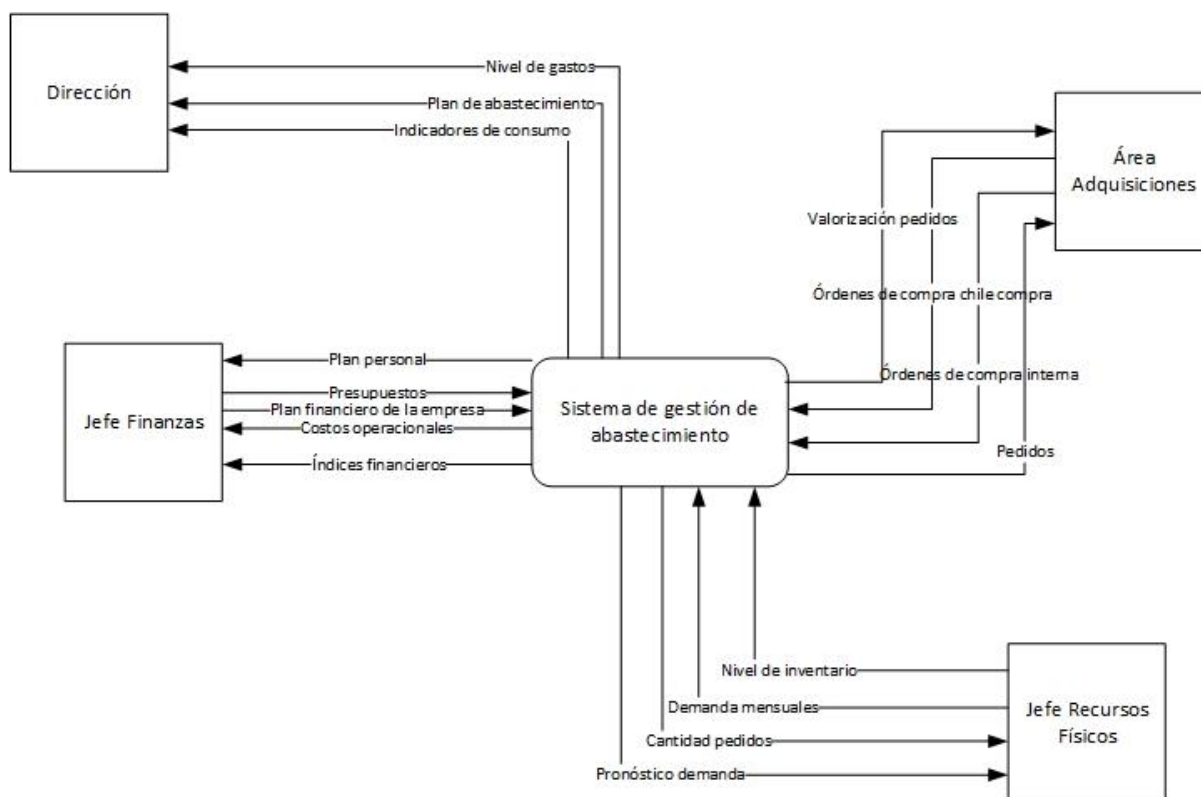 Dirección
Nivel de gastos
Plan de abastecimiento
Indicadores de consumo
Área
Adquisiciones
Valorización pedidos
Órdenes de compra chile compra
Órdenes de compra interna
Pedidos
Jefe Finanzas
Plan personal
Presupuestos
Plan financiero de la empresa
Costos operacionales
Índices financieros
Sistema de gestión de
abastecimiento
Nivel de inventario
Demanda mensuales
Cantidad pedidos
Pronóstico demanda
Jefe Recursos
Físicos